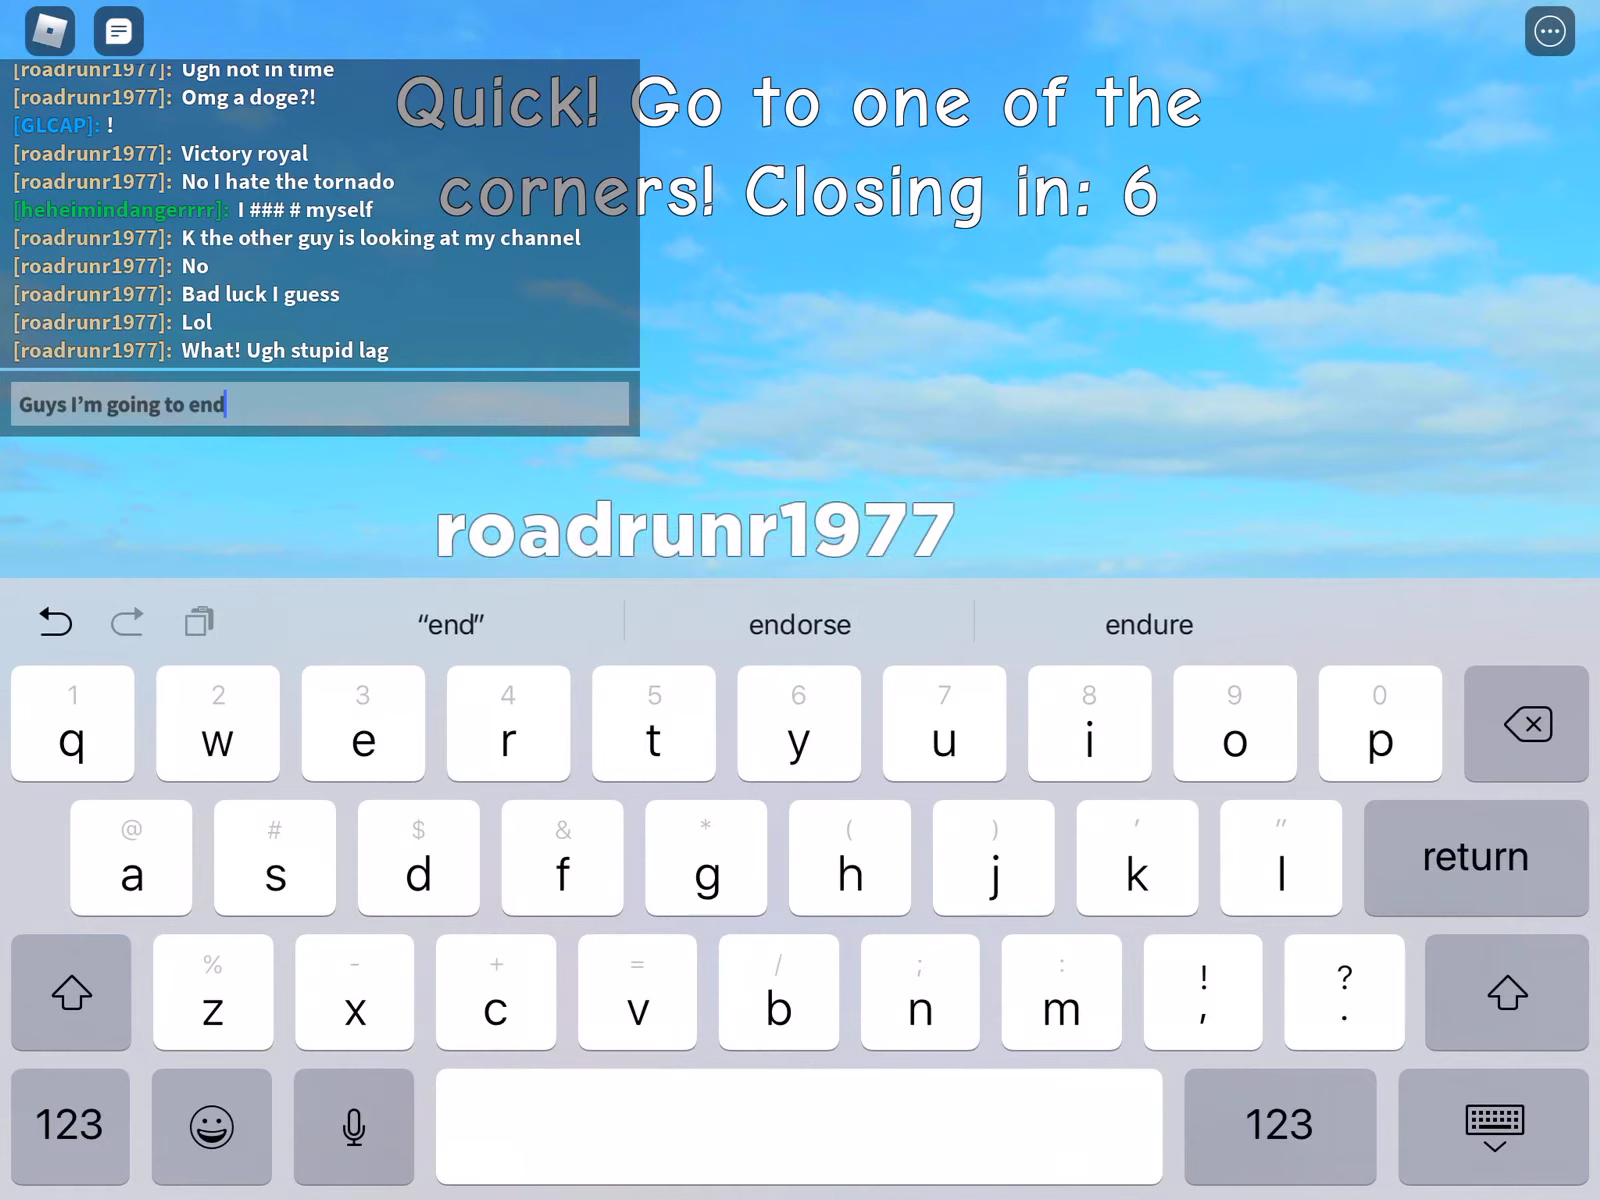 [roadrunr1977]: Ugh not in time
[roadrunr1977]: Omg a doge?!
[GLCAP]: !
[roadrunr1977]: Victory royal
[roadrunr1977]: No I hate the tornado
[heheimindangerrrr]: I ### # myself
[roadrunr1977]: K the other guy is looking at my channel
[roadrunr1977]: No
[roadrunr1977]: Bad luck I guess
[roadrunr1977]: Lol
[roadrunr1977]: What! Ugh stupid lag
Guys I’m going to end
Quick! Go to one of the
corners! Closing in: 6
roadrunr1977
“end” endorse endure
1 2 3 4 5 6 7 8 9 0
q w e r t y u i o p
@ # $ & * ( ) ' "
a s d f g h j k l return
% - + = / ; : ! ?
z x c v b n m , .
123 123